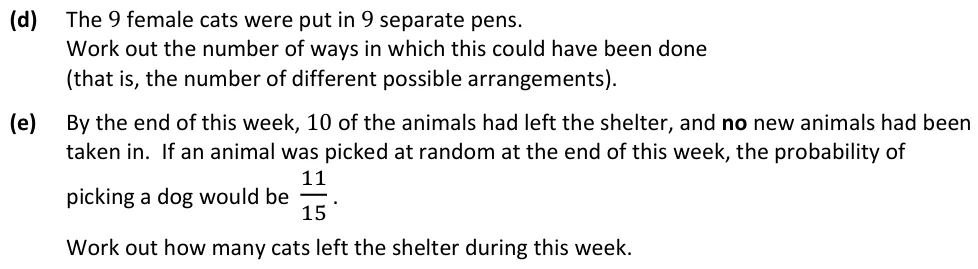 (d) The 9 female cats were put in 9 separate pens.
Work out the number of ways in which this could have been done
(that is, the number of different possible arrangements).
(e) By the end of this week, 10 of the animals had left the shelter, and no new animals had been
taken in. If an animal was picked at random at the end of this week, the probability of
picking a dog would be 11/15.
Work out how many cats left the shelter during this week.